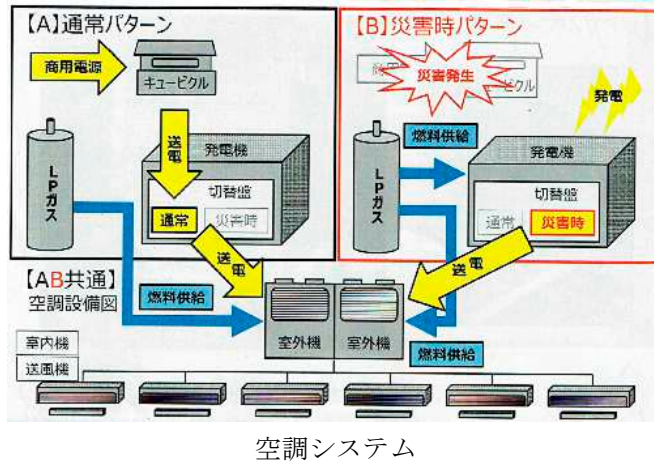 【A】通常パターン
商用電源
キュービクル
送電
発電機
切替盤
通常
災害時
LPガス
送電
【B】災害時パターン
災害発生
発電
燃料供給
発電機
切替盤
通常
災害時
LPガス
送電
【AB共通】
空調設備図
燃料供給
室外機
室外機
燃料供給
室内機
送風機
空調システム